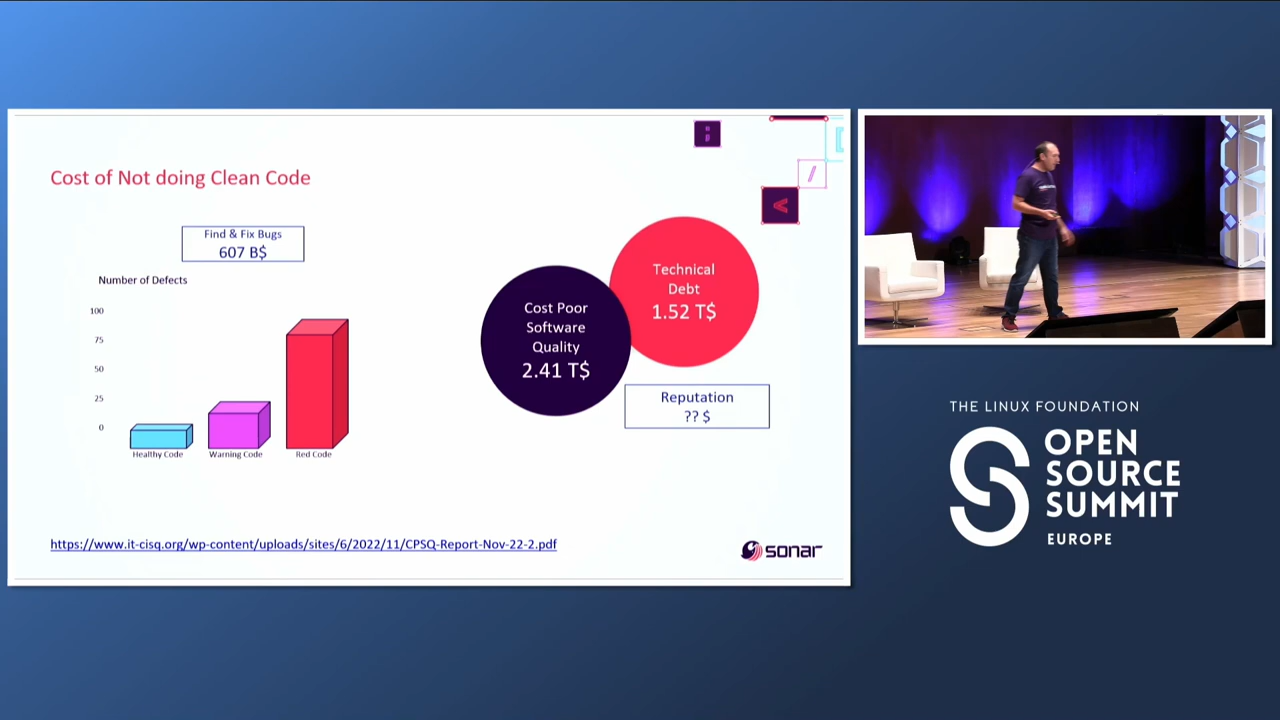 Cost of Not doing Clean Code
Find & Fix Bugs
607 B$
Number of Defects
100
75
50
25
0
Healthy Code
Warning Code
Red Code
Cost Poor
Software
Quality
2.41 T$
Technical
Debt
1.52 T$
Reputation
?? $
;
/
<
[
https://www.it-cisq.org/wp-content/uploads/sites/6/2022/11/CPSQ-Report-Nov-22-2.pdf
sonar
THE LINUX FOUNDATION
OPEN
SOURCE
SUMMIT
EUROPE